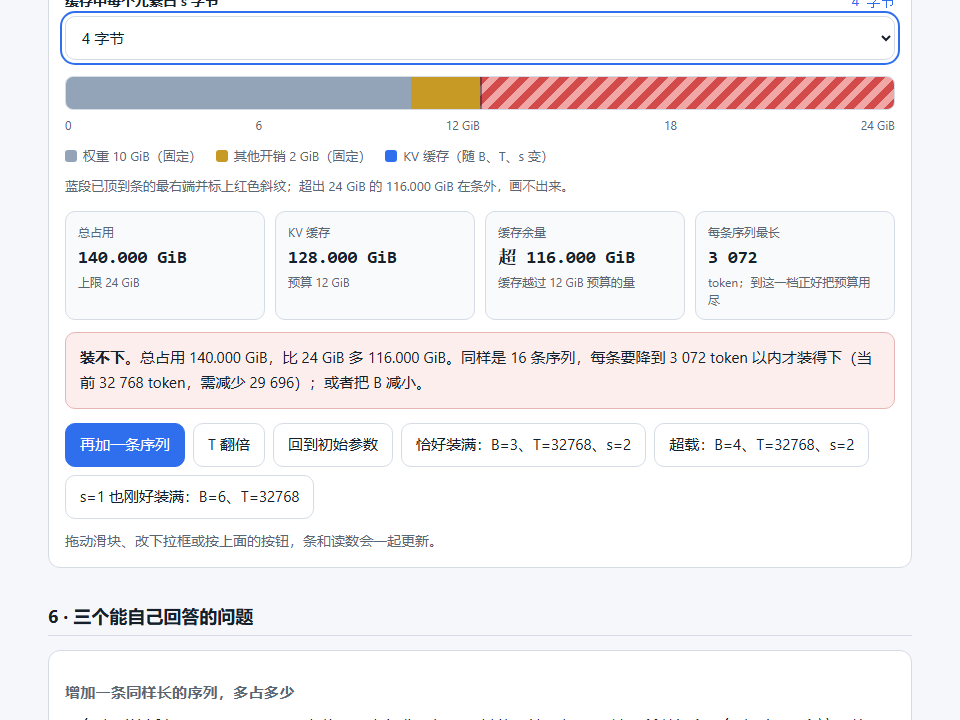 缓存中每个元素占 s 字节
4 字节
4 字节
0 6 12 GiB 18 24 GiB
权重 10 GiB（固定） 其他开销 2 GiB（固定） KV 缓存（随 B、T、s 变）
蓝段已顶到条的最右端并标上红色斜纹；超出 24 GiB 的 116.000 GiB 在条外，画不出来。
总占用
140.000 GiB
上限 24 GiB
KV 缓存
128.000 GiB
预算 12 GiB
缓存余量
超 116.000 GiB
缓存越过 12 GiB 预算的量
每条序列最长
3 072
token；到这一档正好把预算用
尽
装不下。总占用 140.000 GiB，比 24 GiB 多 116.000 GiB。同样是 16 条序列，每条要降到 3 072 token 以内才装得下（当
前 32 768 token，需减少 29 696）；或者把 B 减小。
再加一条序列 T 翻倍 回到初始参数 恰好装满：B=3、T=32768、s=2 超载：B=4、T=32768、s=2
s=1 也刚好装满：B=6、T=32768
拖动滑块、改下拉框或按上面的按钮，条和读数会一起更新。
6 · 三个能自己回答的问题
增加一条同样长的序列，多占多少